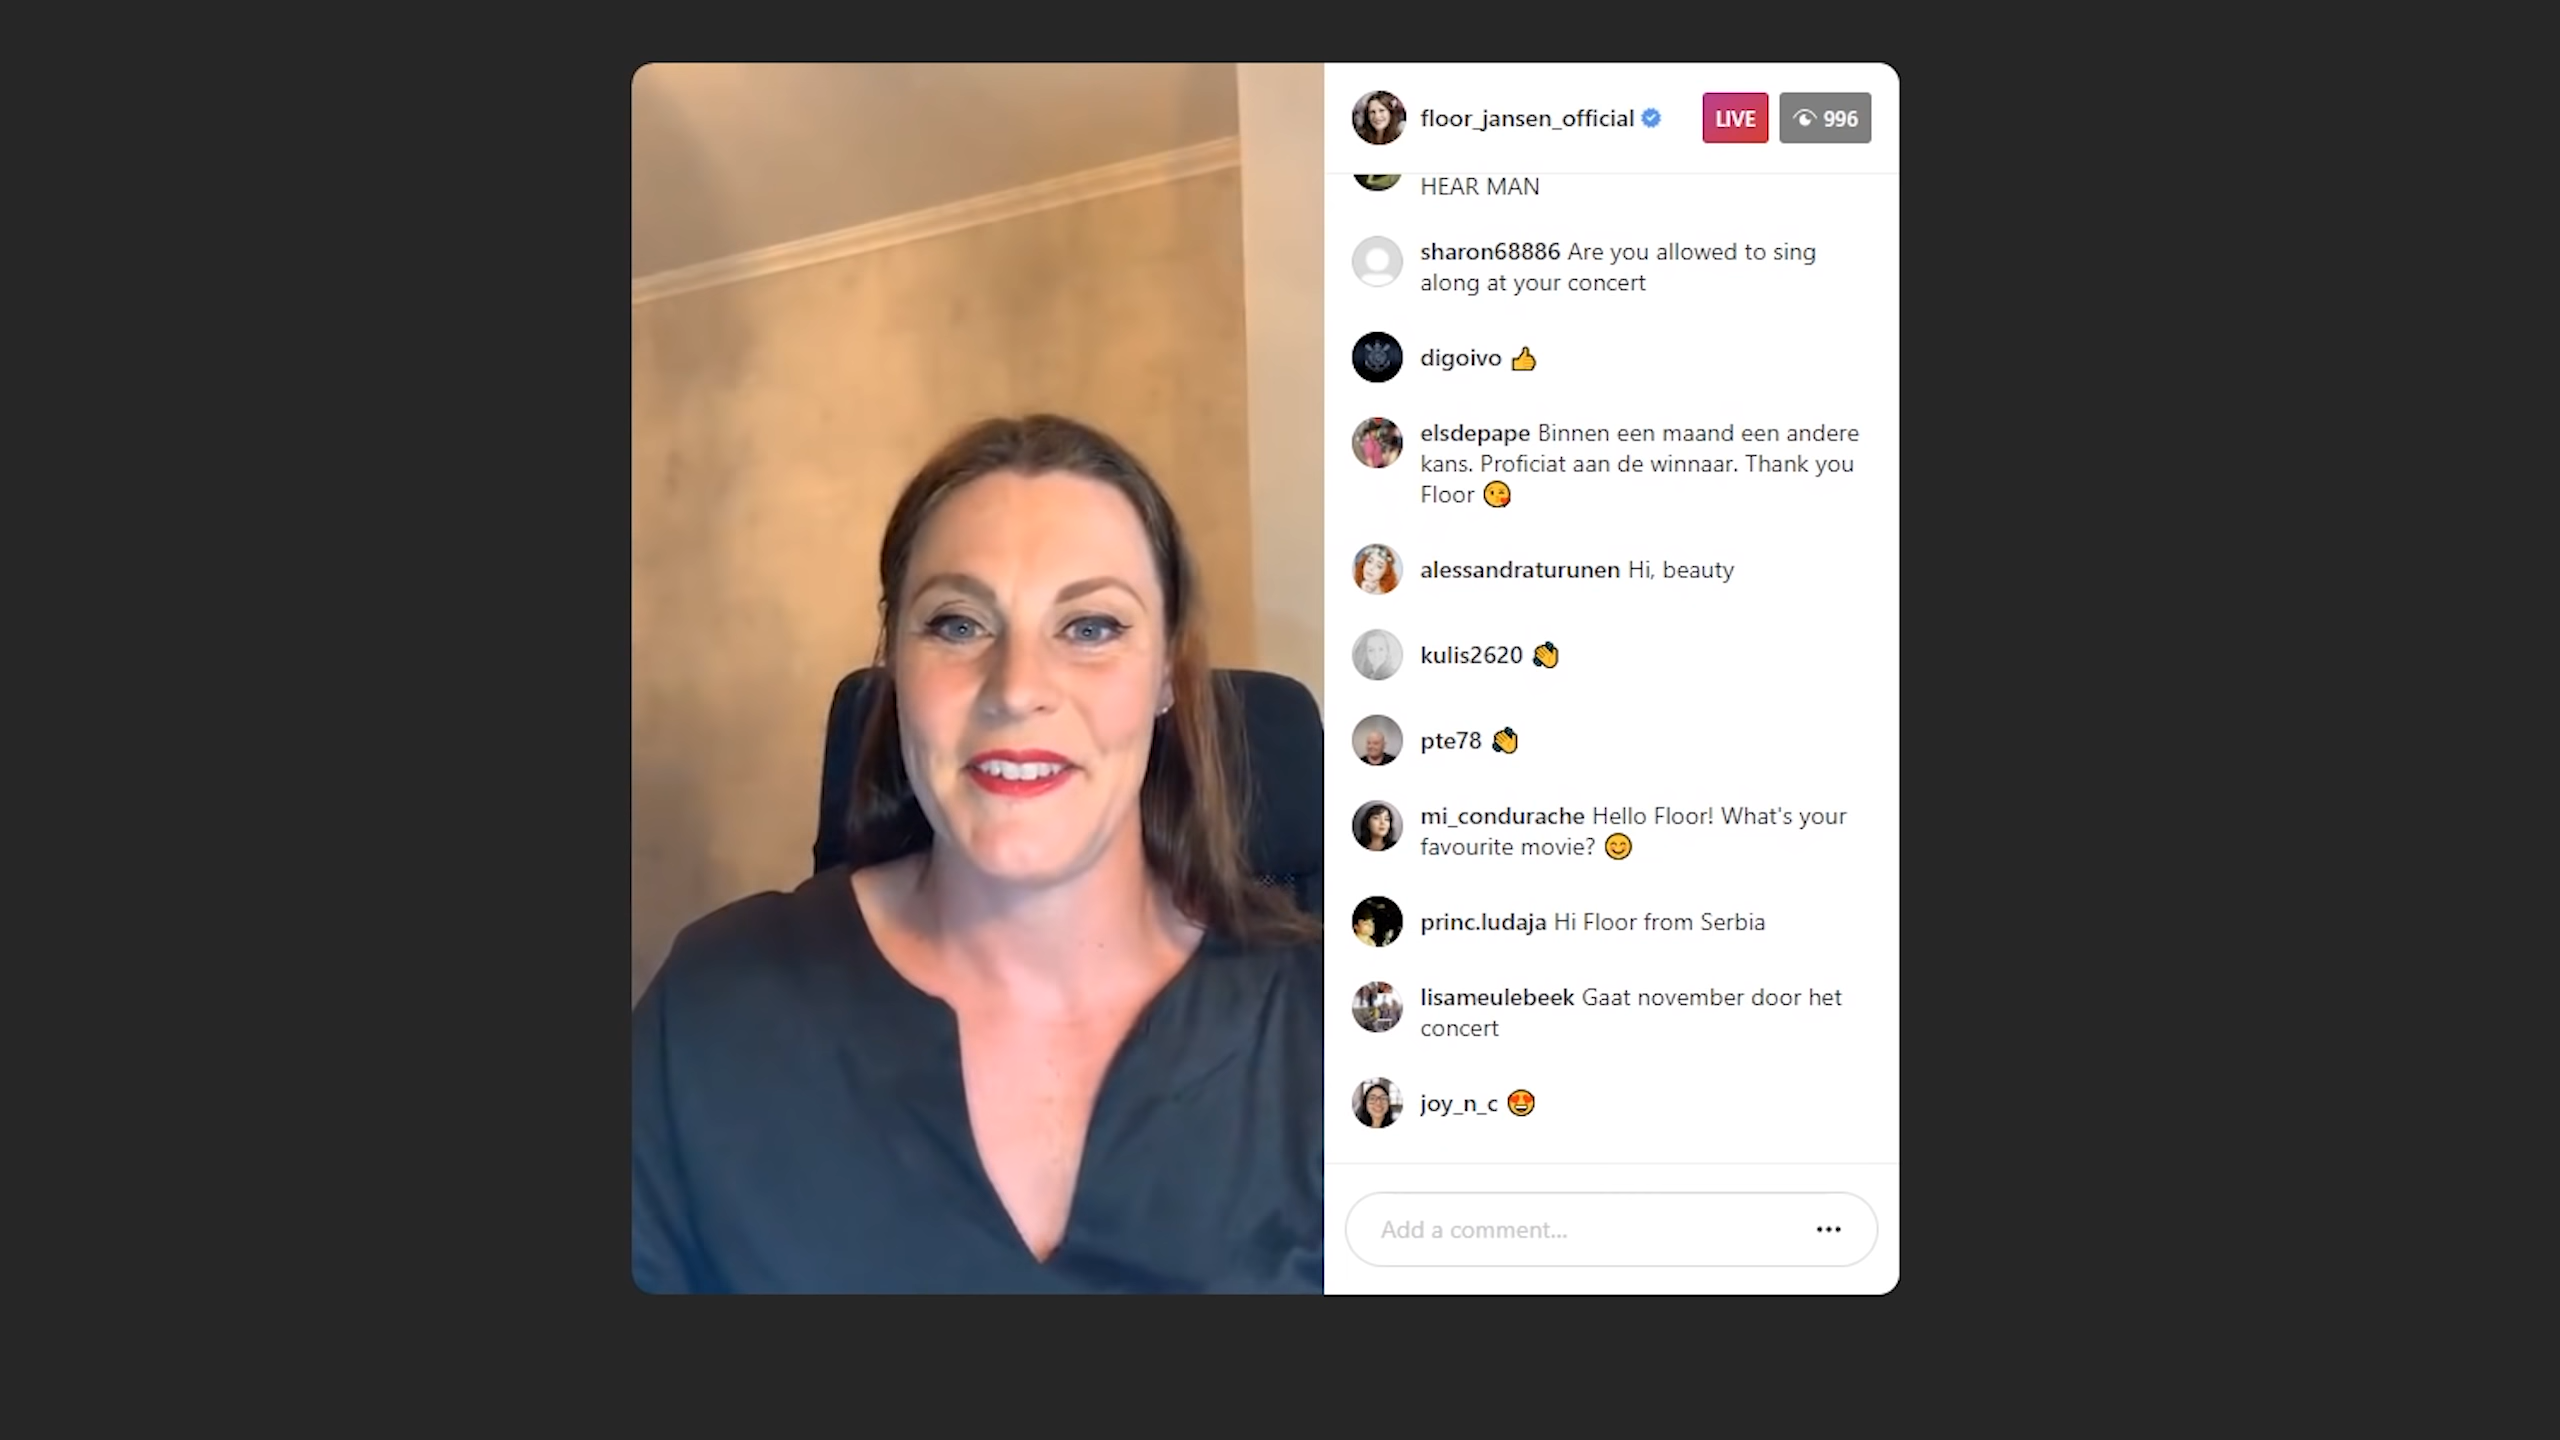 floor_jansen_official LIVE 996
HEAR MAN
sharon68886 Are you allowed to sing
along at your concert
digoivo 👍
elsdepape Binnen een maand een andere
kans. Proficiat aan de winnaar. Thank you
Floor 😘
alessandraturunen Hi, beauty
kulis2620 👏
pte78 👏
mi_condurache Hello Floor! What's your
favourite movie? 😊
princ.ludaja Hi Floor from Serbia
lisameulebeek Gaat november door het
concert
joy_n_c 😍
Add a comment...